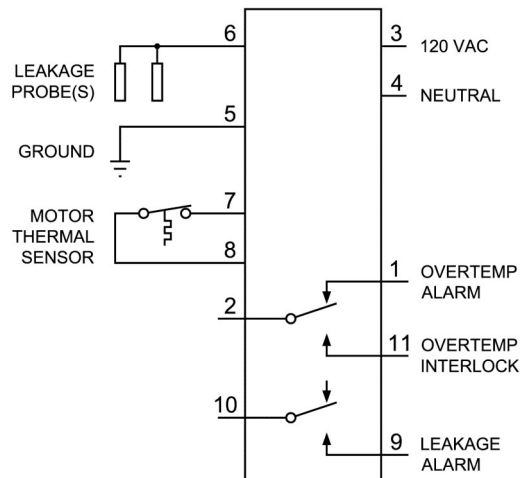 6
3
120 VAC
LEAKAGE
PROBE(S)
4
NEUTRAL
5
GROUND
7
MOTOR
THERMAL
SENSOR
8
1
OVERTEMP
ALARM
2
11
OVERTEMP
INTERLOCK
10
9
LEAKAGE
ALARM